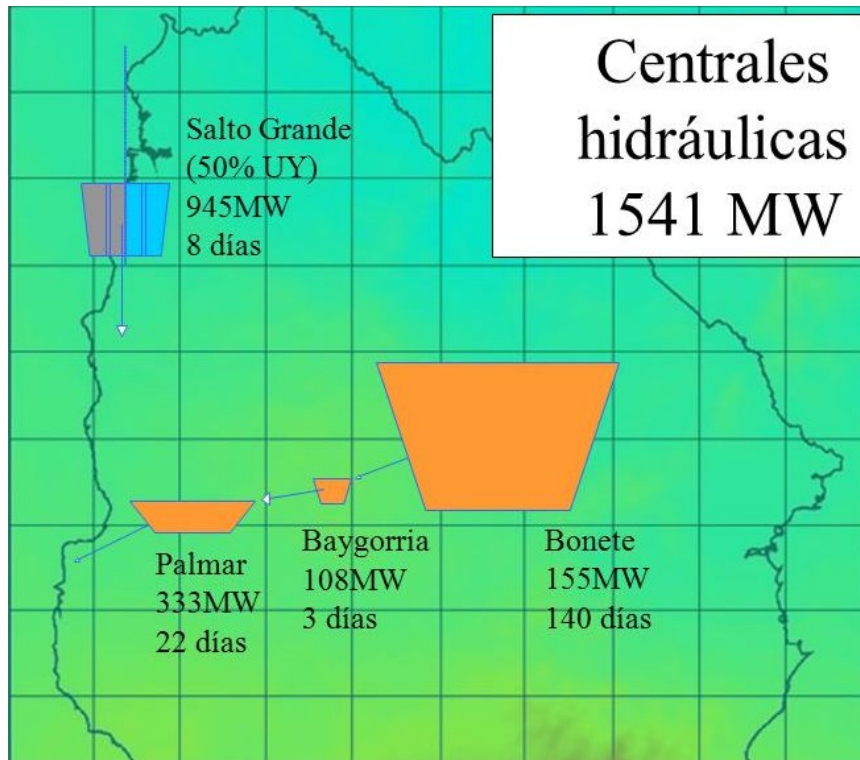 Centrales
hidráulicas
1541 MW
Salto Grande
(50% UY)
945MW
8 días
Palmar
333MW
22 días
Baygorria
108MW
3 días
Bonete
155MW
140 días